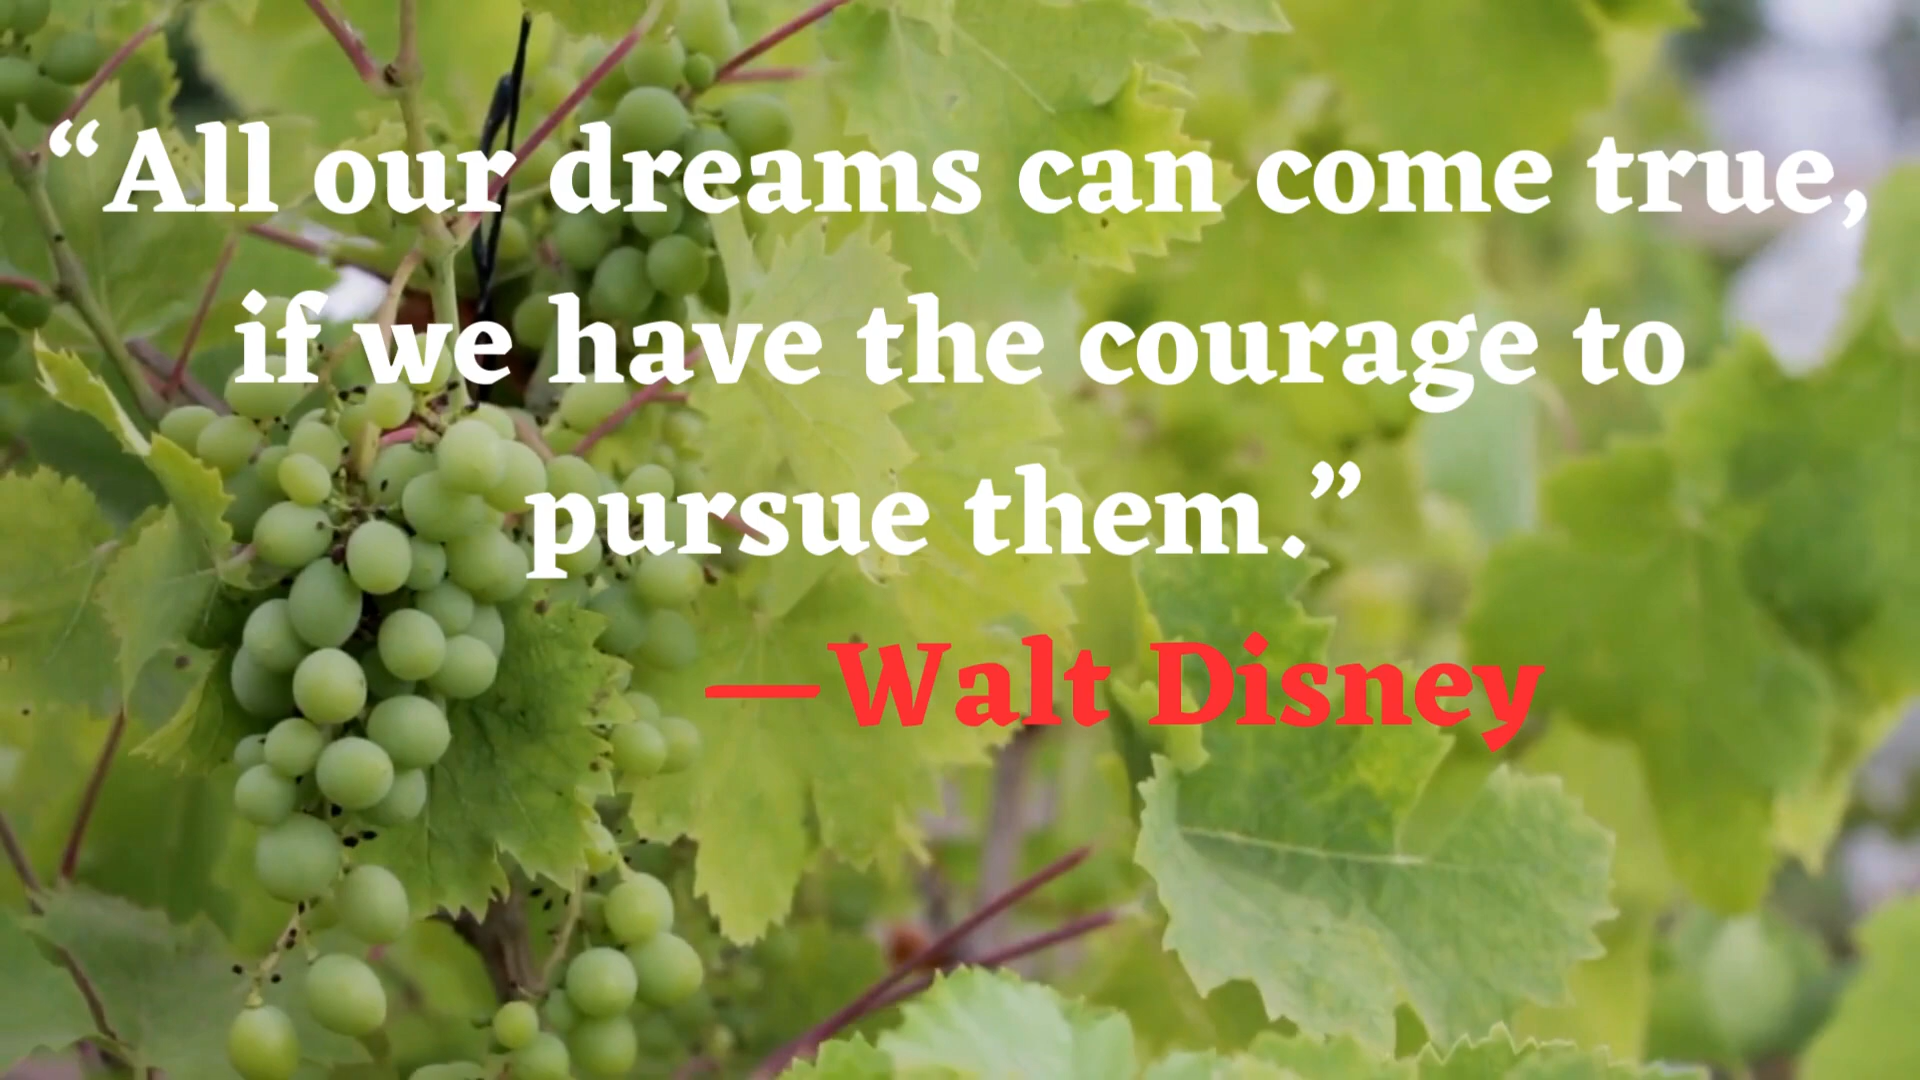 “All our dreams can come true,
if we have the courage to
pursue them.”
—Walt Disney